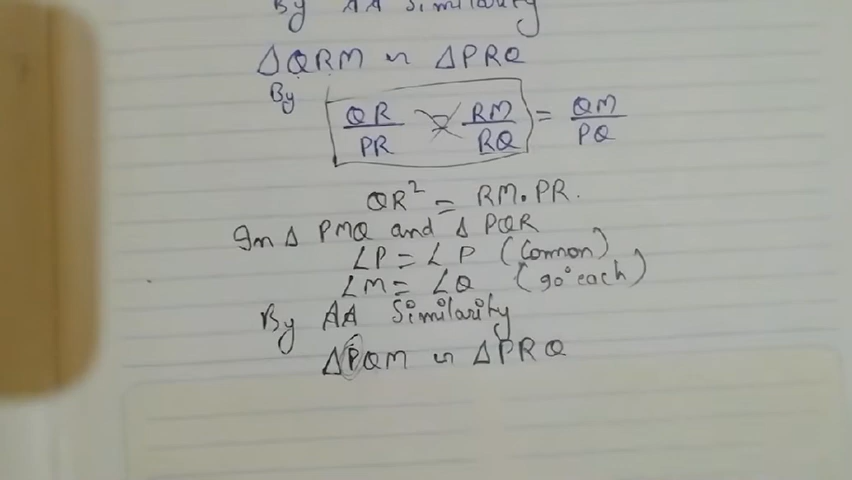 By AA Similarity
ΔQRM ~ ΔPRQ
By QR/PR = RM/RQ = QM/PQ
QR² = RM.PR.
In Δ PMQ and Δ PQR
∠P = ∠P (Common)
∠M = ∠Q (90° each)
By AA Similarity
ΔPQM ~ ΔPRQ